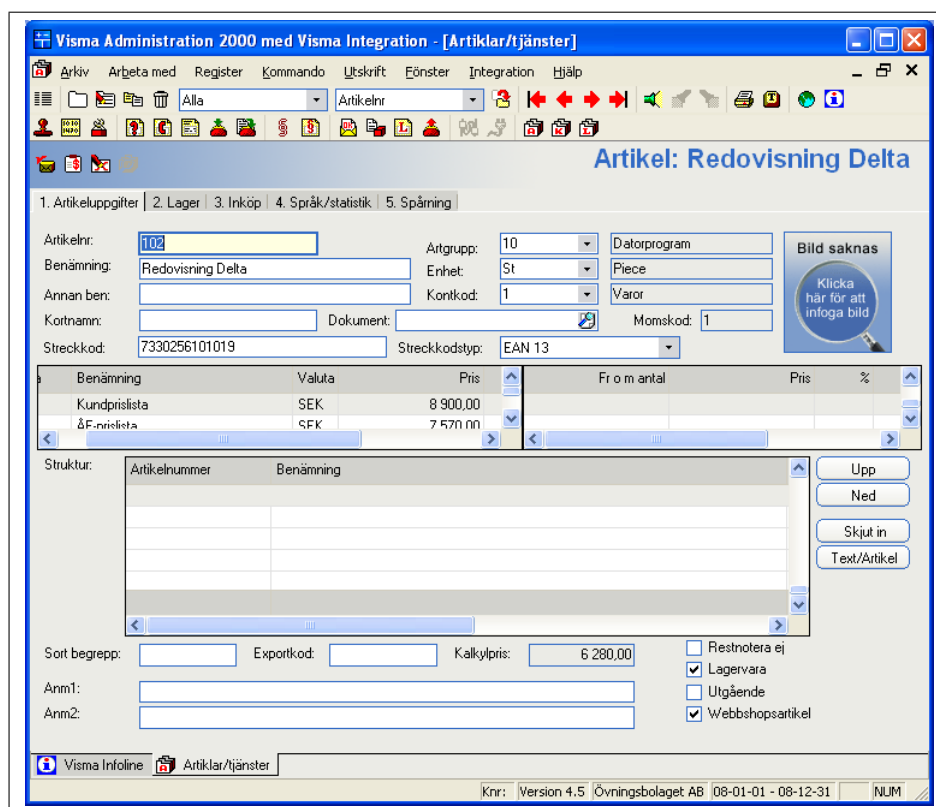 Visma Administration 2000 med Visma Integration - [Artiklar/tjänster]
Arkiv Arbeta med Register Kommando Utskrift Fönster Integration Hjälp
Alla Artikelnr
Artikel: Redovisning Delta
1. Artikeluppgifter 2. Lager 3. Inköp 4. Språk/statistik 5. Spårning
Artikelnr: 102 Artgrupp: 10 Datorprogram
Benämning: Redovisning Delta Enhet: St Piece
Annan ben: Kontkod: 1 Varor
Kortnamn: Dokument: Momskod: 1
Streckkod: 7330256101019 Streckkodstyp: EAN 13
Bild saknas
Klicka
här för att
infoga bild
Benämning Valuta Pris Fr o m antal Pris %
Kundprislista SEK 8 900,00
ÅF-prislista SEK 7 570,00
Struktur: Artikelnummer Benämning
Upp
Ned
Skjut in
Text/Artikel
Sort begrepp: Exportkod: Kalkylpris: 6 280,00
Restnotera ej
Lagervara
Utgående
Webbshopsartikel
Anm1:
Anm2:
Visma Infoline Artiklar/tjänster
Knr: Version 4.5 Övningsbolaget AB 08-01-01 - 08-12-31 NUM